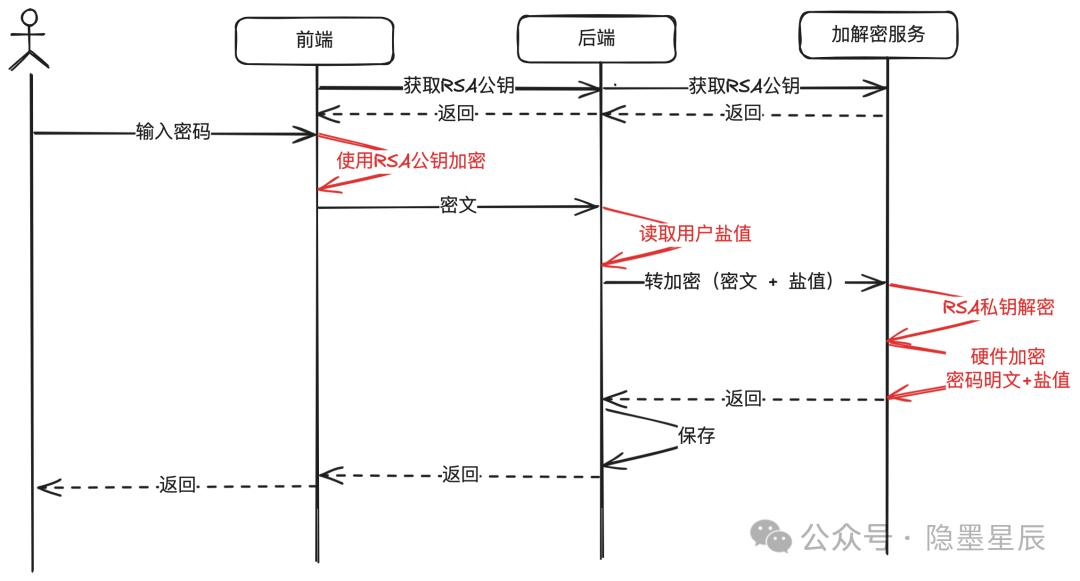 前端
后端
加解密服务
获取RSA公钥
获取RSA公钥
返回
返回
输入密码
使用RSA公钥加密
密文
读取用户盐值
转加密（密文 + 盐值）
RSA私钥解密
硬件加密
密码明文+盐值
返回
保存
返回
返回
公众号 · 隐墨星辰